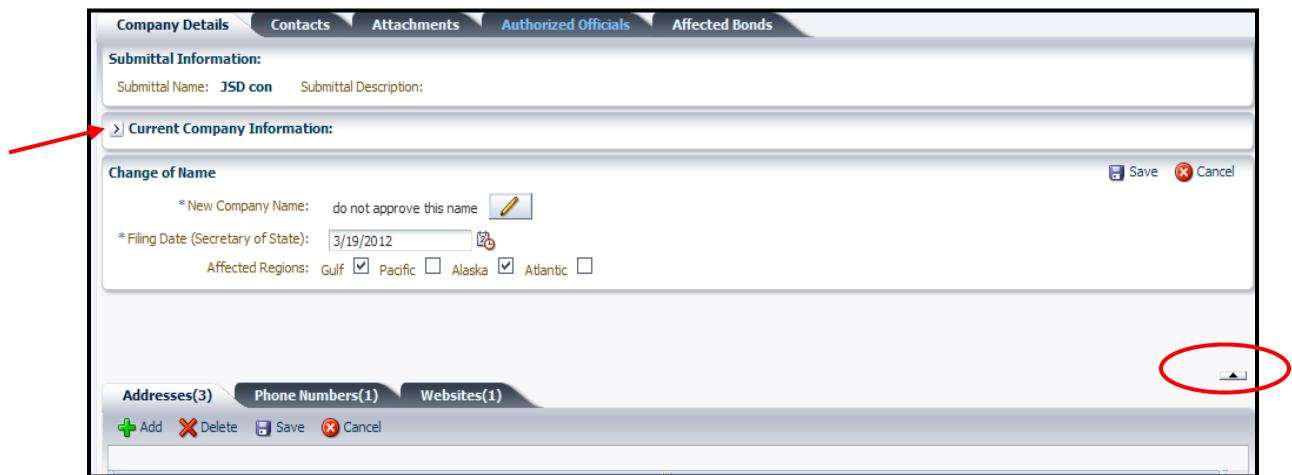 Company Details Contacts Attachments Authorized Officials Affected Bonds
Submittal Information:
Submittal Name: JSD con Submittal Description:
Current Company Information:
Change of Name Save Cancel
*New Company Name: do not approve this name
*Filing Date (Secretary of State): 3/19/2012
Affected Regions: Gulf Pacific Alaska Atlantic
Addresses(3) Phone Numbers(1) Websites(1)
Add Delete Save Cancel